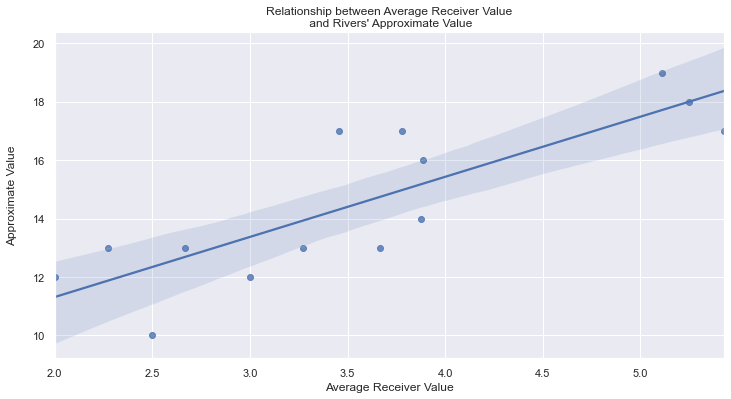 Relationship between Average Receiver Value
and Rivers' Approximate Value
20
18
16
14
12
10
Approximate Value
2.0 2.5 3.0 3.5 4.0 4.5 5.0
Average Receiver Value